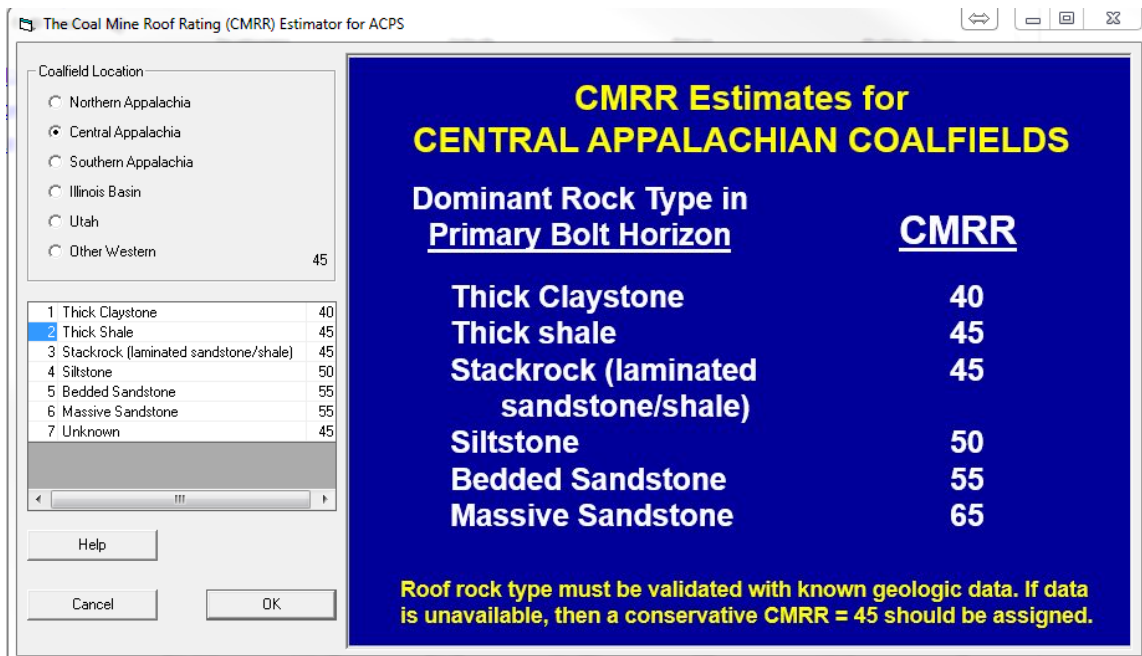 The Coal Mine Roof Rating (CMRR) Estimator for ACPS
Coalfield Location
Northern Appalachia
Central Appalachia
Southern Appalachia
Illinois Basin
Utah
Other Western
45
1 Thick Claystone 40
2 Thick Shale 45
3 Stackrock (laminated sandstone/shale) 45
4 Siltstone 50
5 Bedded Sandstone 55
6 Massive Sandstone 55
7 Unknown 45
Help
Cancel OK
CMRR Estimates for
CENTRAL APPALACHIAN COALFIELDS
Dominant Rock Type in
Primary Bolt Horizon CMRR
Thick Claystone 40
Thick shale 45
Stackrock (laminated 45
sandstone/shale)
Siltstone 50
Bedded Sandstone 55
Massive Sandstone 65
Roof rock type must be validated with known geologic data. If data
is unavailable, then a conservative CMRR = 45 should be assigned.